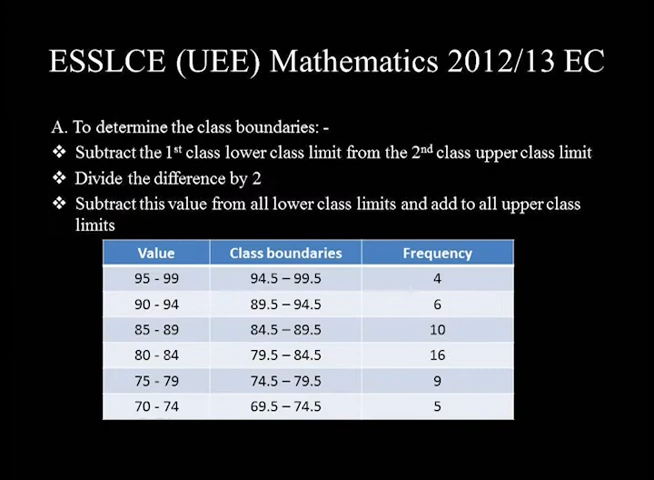 ESSLCE (UEE) Mathematics 2012/13 EC
A. To determine the class boundaries: -
❖ Subtract the 1st class lower class limit from the 2nd class upper class limit
❖ Divide the difference by 2
❖ Subtract this value from all lower class limits and add to all upper class
limits
Value Class boundaries Frequency
95 - 99 94.5 – 99.5 4
90 - 94 89.5 – 94.5 6
85 - 89 84.5 – 89.5 10
80 - 84 79.5 – 84.5 16
75 - 79 74.5 – 79.5 9
70 - 74 69.5 – 74.5 5